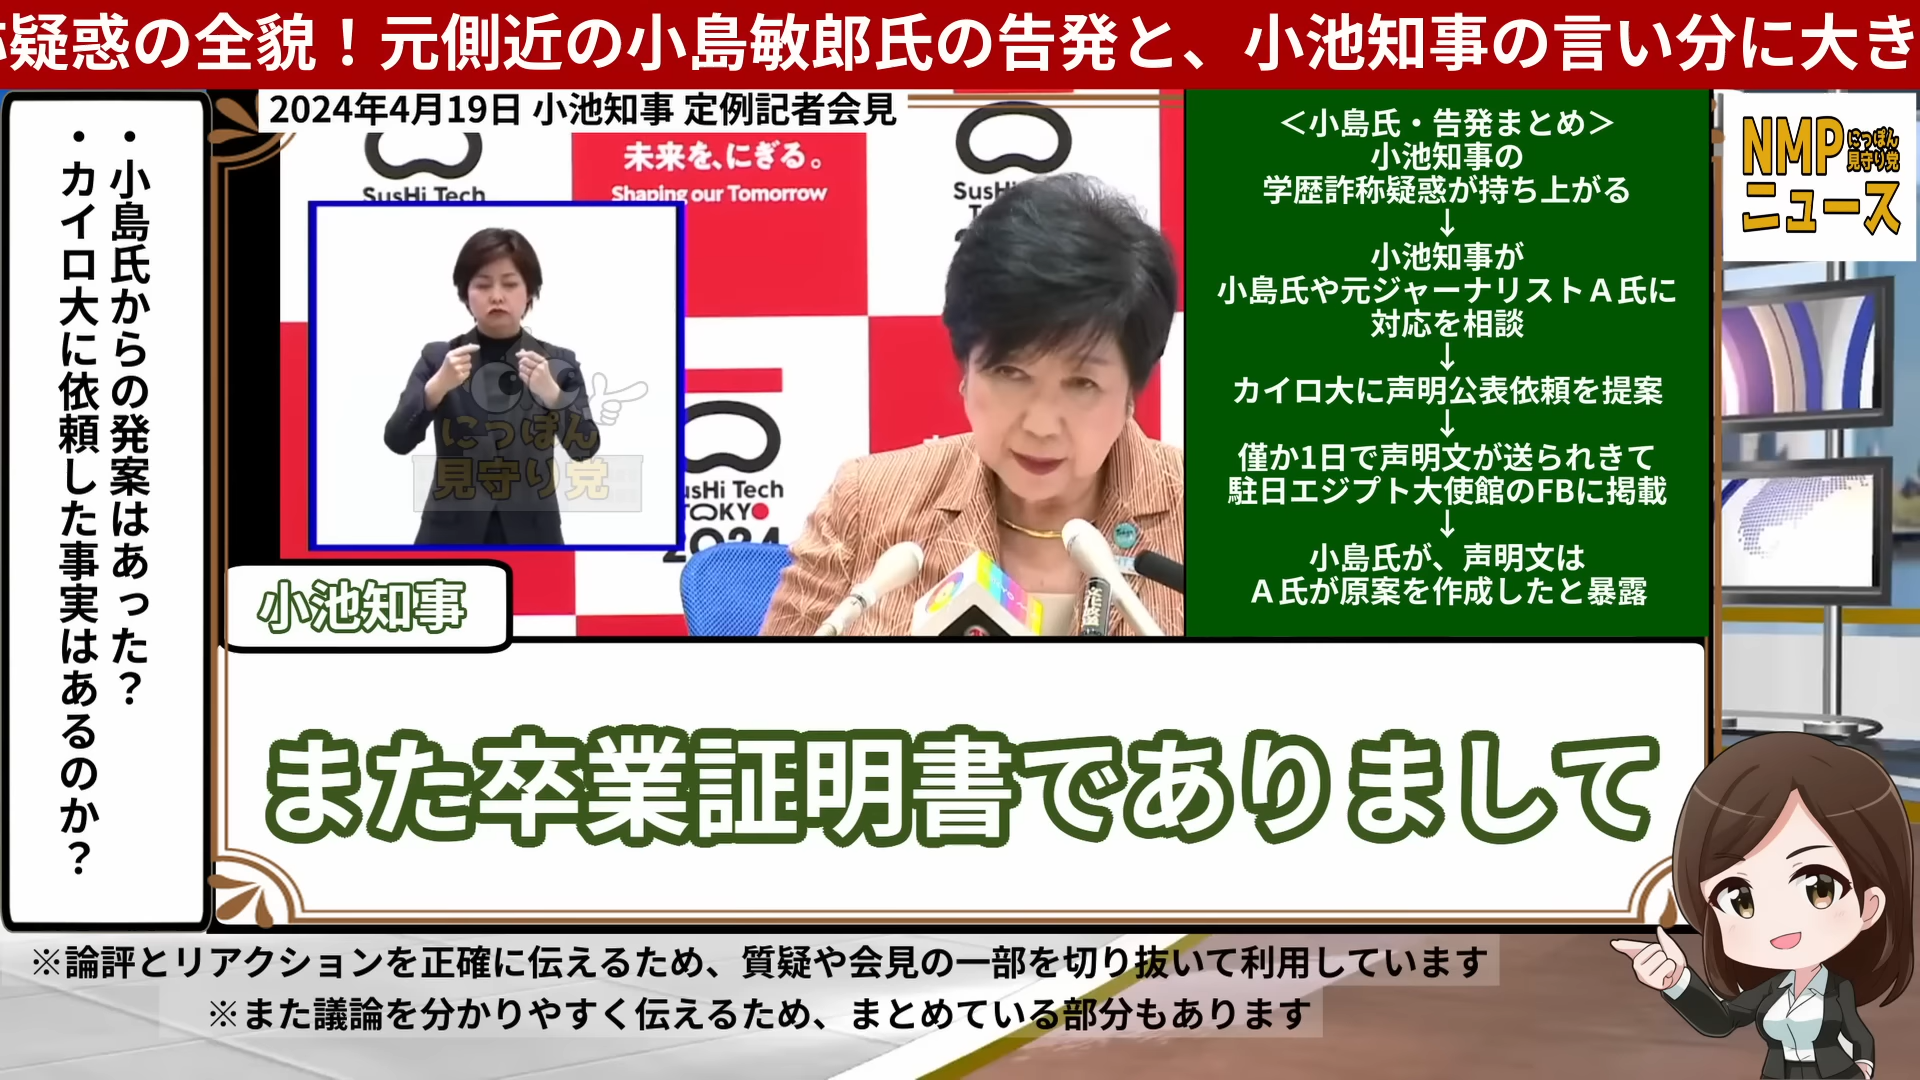 称疑惑の全貌！元側近の小島敏郎氏の告発と、小池知事の言い分に大き
・小島氏からの発案はあった？
・カイロ大に依頼した事実はあるのか？
2024年4月19日 小池知事 定例記者会見
未来を、にぎる。
Shaping our Tomorrow
SusHi Tech
SusHi
usHi Tech
TOKYO
2024
にっぽん
見守り党
＜小島氏・告発まとめ＞
小池知事の
学歴詐称疑惑が持ち上がる
↓
小池知事が
小島氏や元ジャーナリストＡ氏に
対応を相談
↓
カイロ大に声明公表依頼を提案
↓
僅か1日で声明文が送られきて
駐日エジプト大使館のFBに掲載
↓
小島氏が、声明文は
Ａ氏が原案を作成したと暴露
NMP
にっぽん
見守り党
ニュース
小池知事
また卒業証明書でありまして
※論評とリアクションを正確に伝えるため、質疑や会見の一部を切り抜いて利用しています
※また議論を分かりやすく伝えるため、まとめている部分もあります